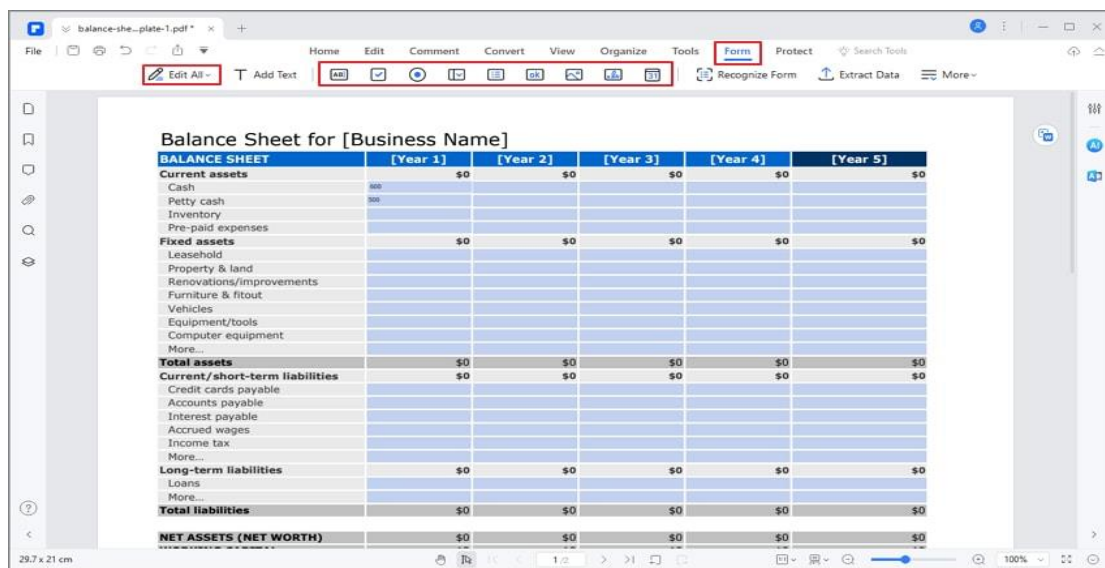 balance-she...plate-1.pdf * × +
File Home Edit Comment Convert View Organize Tools Form Protect Search Tools
Edit All Add Text Recognize Form Extract Data More
Balance Sheet for [Business Name]
BALANCE SHEET [Year 1] [Year 2] [Year 3] [Year 4] [Year 5]
Current assets $0 $0 $0 $0 $0
Cash 600
Petty cash 500
Inventory
Pre-paid expenses
Fixed assets $0 $0 $0 $0 $0
Leasehold
Property & land
Renovations/improvements
Furniture & fitout
Vehicles
Equipment/tools
Computer equipment
More...
Total assets $0 $0 $0 $0 $0
Current/short-term liabilities $0 $0 $0 $0 $0
Credit cards payable
Accounts payable
Interest payable
Accrued wages
Income tax
More...
Long-term liabilities $0 $0 $0 $0 $0
Loans
More...
Total liabilities $0 $0 $0 $0 $0
NET ASSETS (NET WORTH) $0 $0 $0 $0 $0
29.7 x 21 cm 1/2 100%